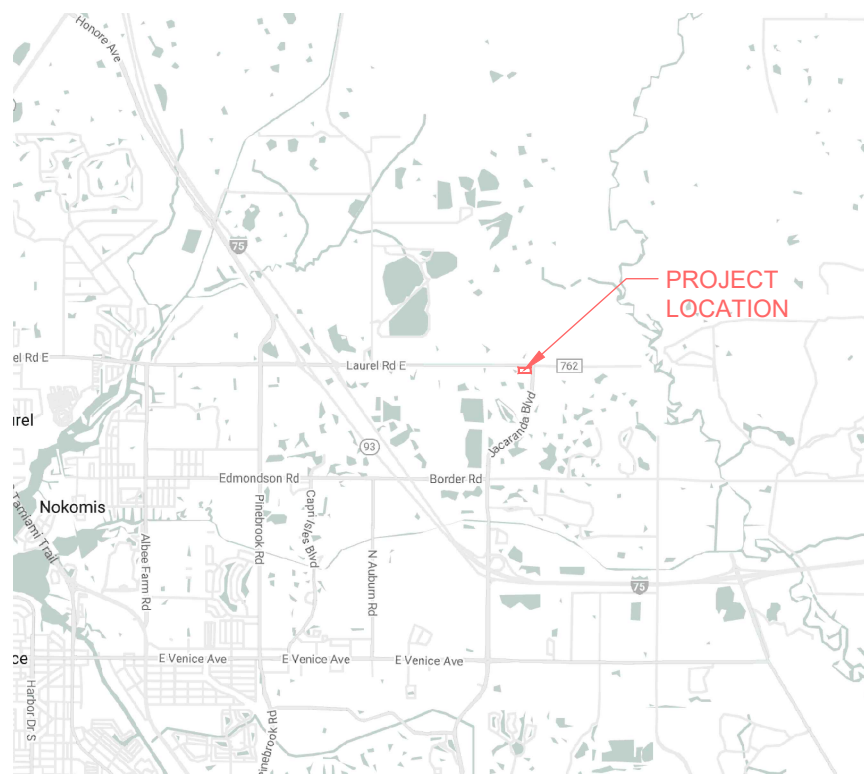 Honore Ave
75
PROJECT
LOCATION
el Rd E
Laurel Rd E
762
Jacaranda Blvd
urel
93
Edmondson Rd
Border Rd
Nokomis
Tamiami Trail
Pinebrook Rd
Capri Isles Blvd
Albee Farm Rd
N Auburn Rd
75
ce
E Venice Ave
E Venice Ave
E Venice Ave
Harbor Dr S
Pinebrook Rd